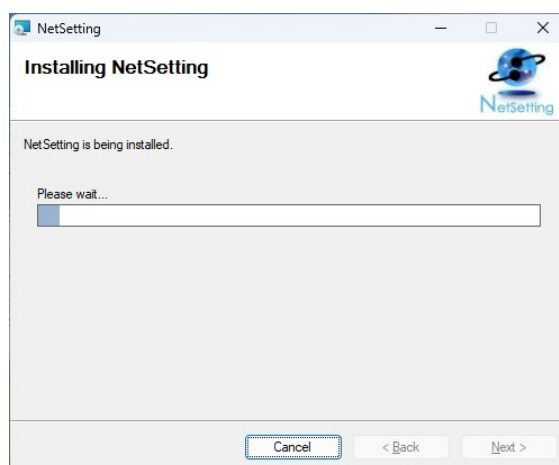 NetSetting
Installing NetSetting
NetSetting
NetSetting is being installed.
Please wait...
Cancel
< Back
Next >